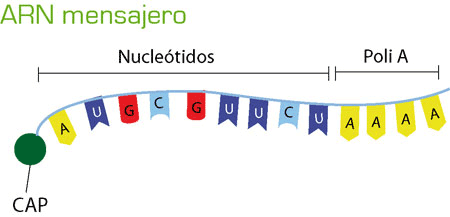 ARN mensajero
Nucleótidos Poli A
A U G C G U U C U A A A A
CAP